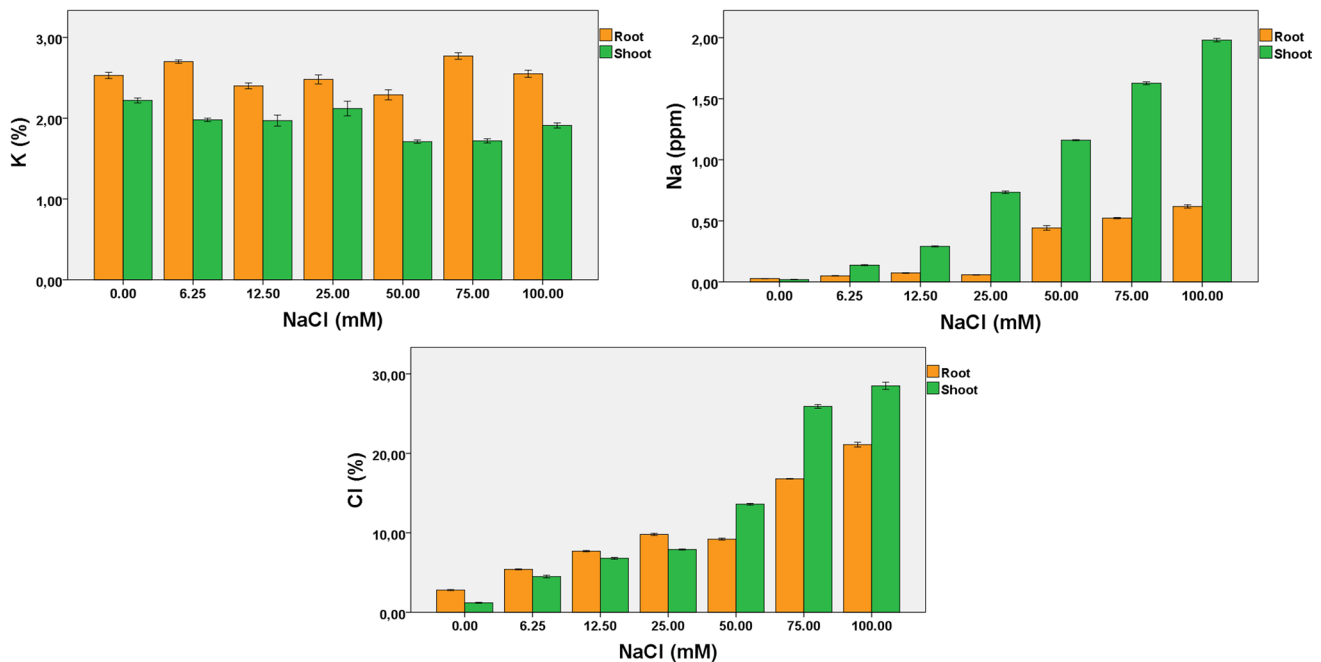 3,00
2,00
1,00
0,00
K (%)
0.00 6.25 12.50 25.00 50.00 75.00 100.00
NaCl (mM)
Root
Shoot
2,00
1,50
1,00
0,50
0,00
Na (ppm)
0.00 6.25 12.50 25.00 50.00 75.00 100.00
NaCl (mM)
Root
Shoot
30,00
20,00
10,00
0,00
Cl (%)
0.00 6.25 12.50 25.00 50.00 75.00 100.00
NaCl (mM)
Root
Shoot